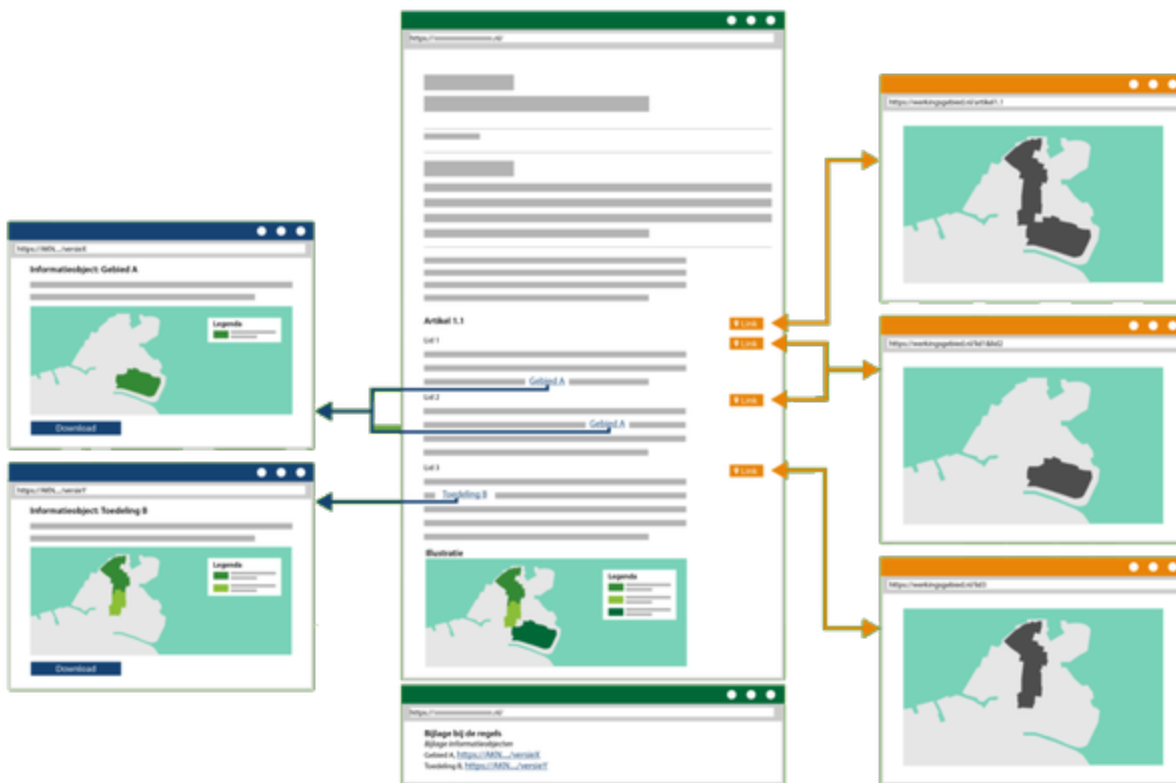 https://AKN.../versieX
Informatieobject: Gebied A
Legenda
Download
https://AKN.../versieY
Informatieobject: Toedeling B
Legenda
Download
Artikel 1.1
Link
Lid 1
Link
Gebied A
Lid 2
Link
Gebied A
Lid 3
Link
Toedeling B
Illustratie
Legenda
Bijlage bij de regels
Bijlage informatieobjecten
Gebied A, https://AKN.../versieX
Toedeling B, https://AKN.../versieY
https://werkingsgebied.nl/artikel1.1
https://werkingsgebied.nl/lid1&lid2
https://werkingsgebied.nl/lid3